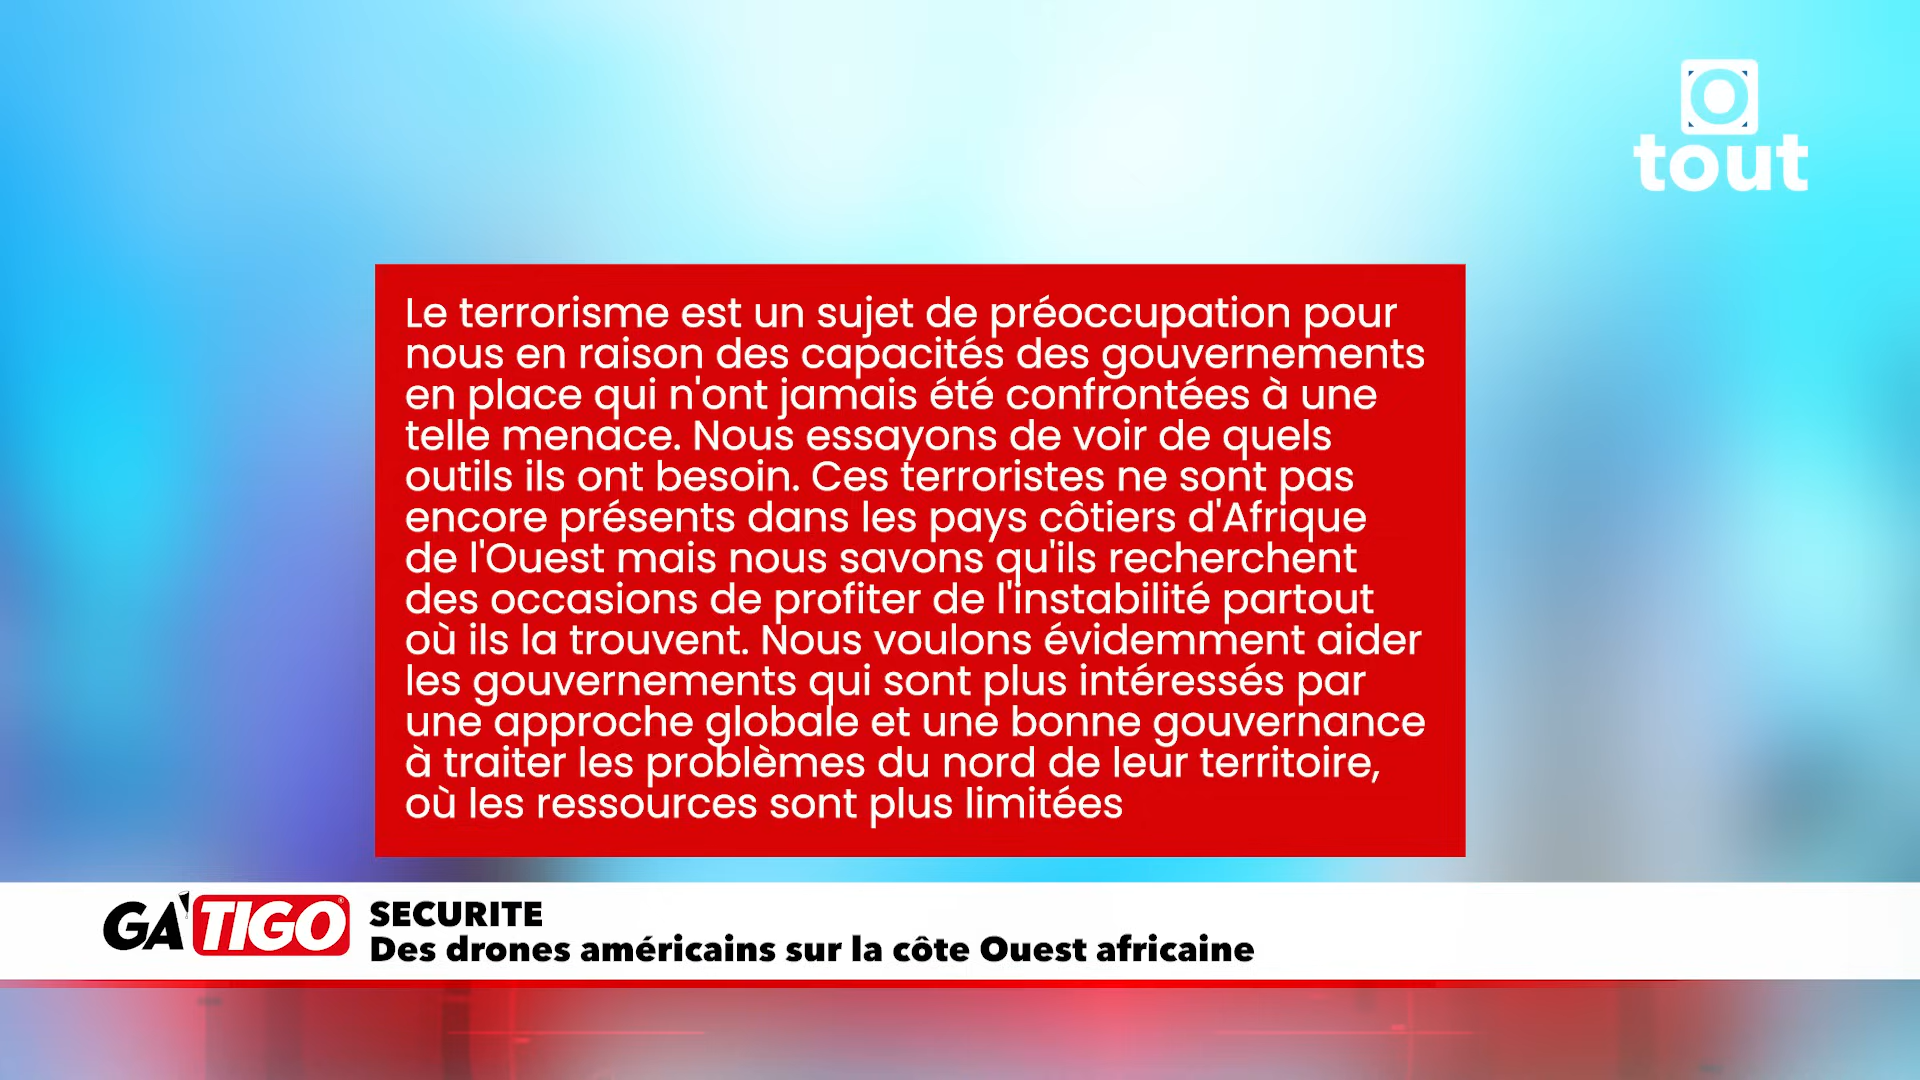 tout
Le terrorisme est un sujet de préoccupation pour
nous en raison des capacités des gouvernements
en place qui n'ont jamais été confrontées à une
telle menace. Nous essayons de voir de quels
outils ils ont besoin. Ces terroristes ne sont pas
encore présents dans les pays côtiers d'Afrique
de l'Ouest mais nous savons qu'ils recherchent
des occasions de profiter de l'instabilité partout
où ils la trouvent. Nous voulons évidemment aider
les gouvernements qui sont plus intéressés par
une approche globale et une bonne gouvernance
à traiter les problèmes du nord de leur territoire,
où les ressources sont plus limitées
GA'TIGO
SECURITE
Des drones américains sur la côte Ouest africaine